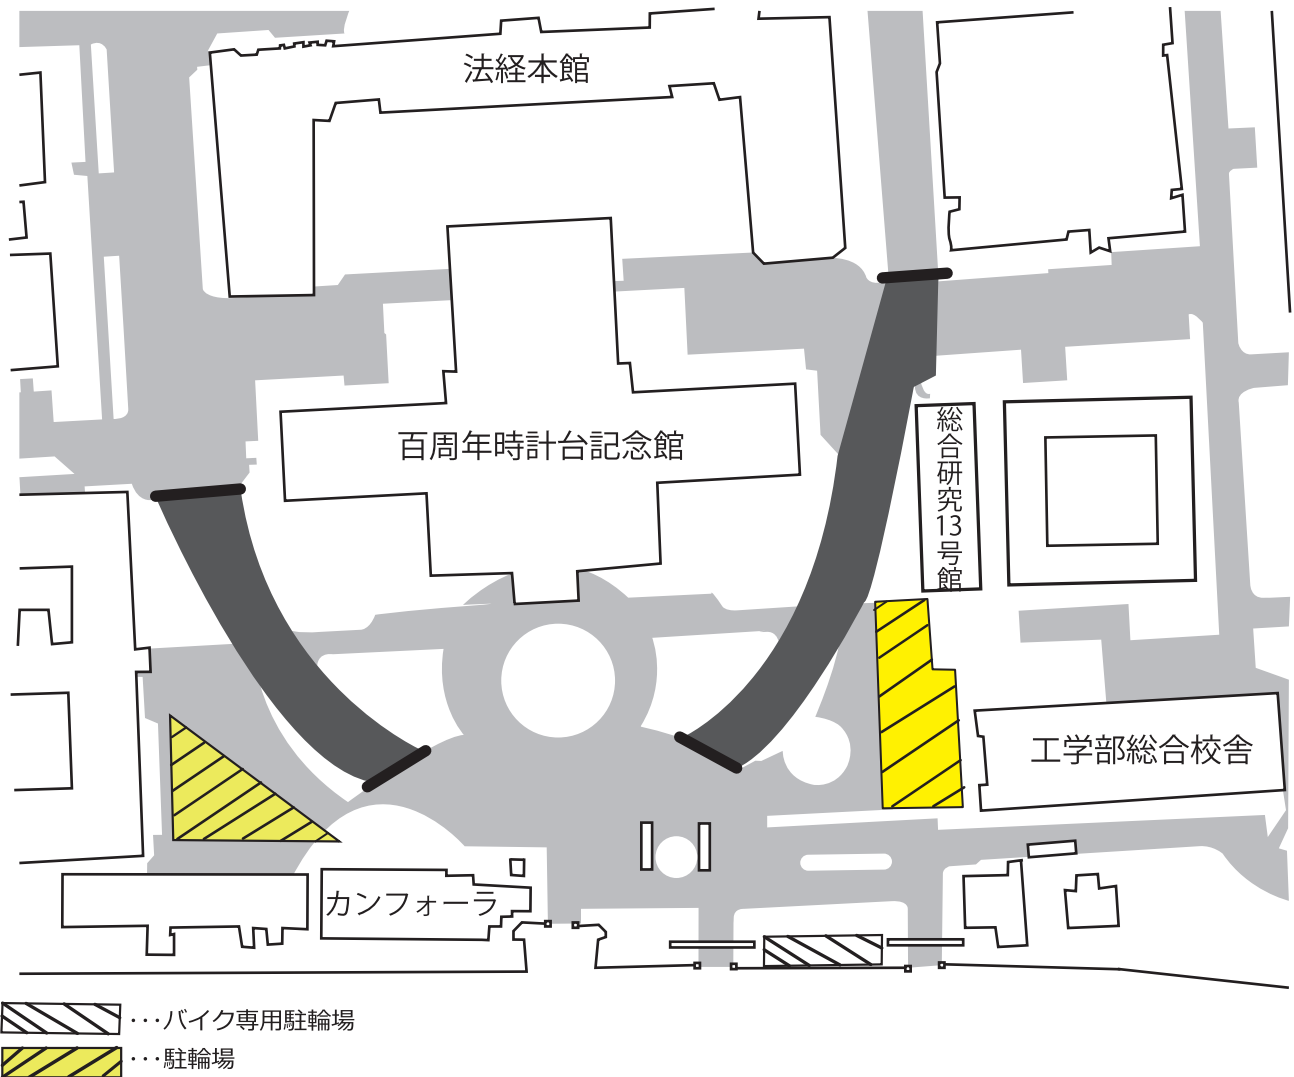 法経本館
百周年時計台記念館
総合研究13号館
工学部総合校舎
カンフォーラ
･･･バイク専用駐輪場
･･･駐輪場